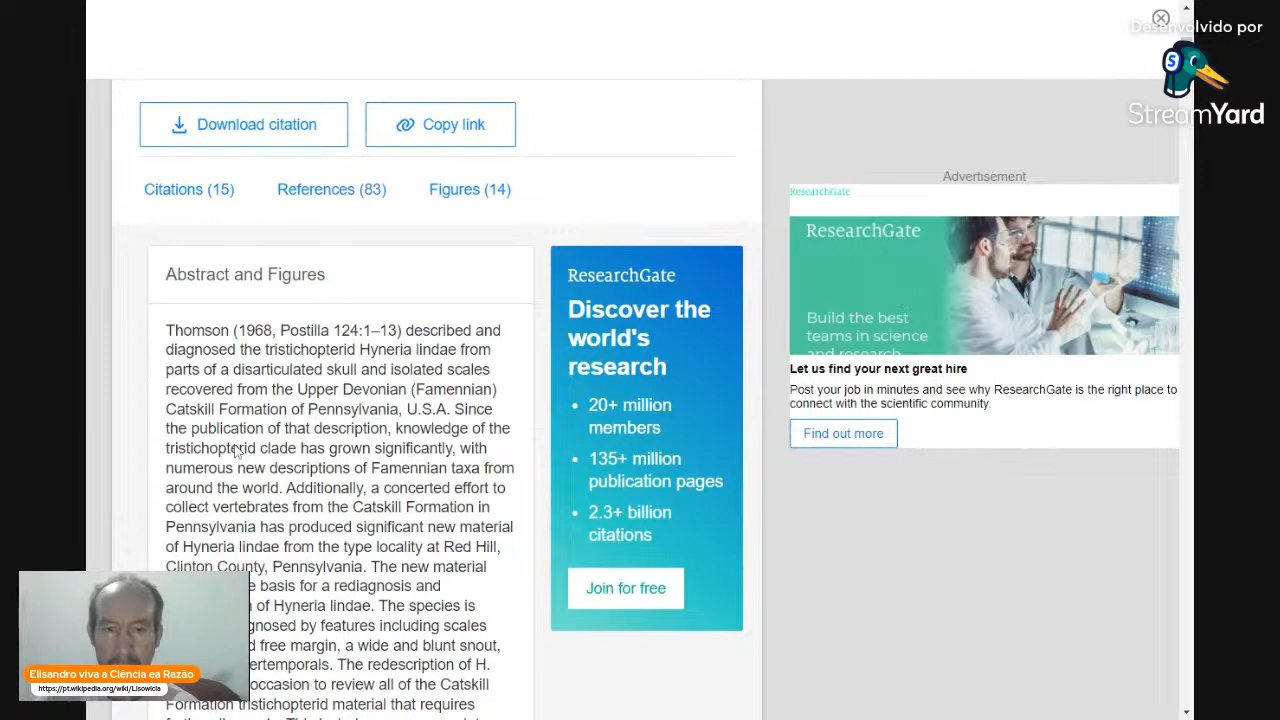 Desenvolvido por
S
StreamYard
Download citation
Copy link
Citations (15)
References (83)
Figures (14)
Abstract and Figures
Thomson (1968, Postilla 124:1–13) described and
diagnosed the tristichopterid Hyneria lindae from
parts of a disarticulated skull and isolated scales
recovered from the Upper Devonian (Famennian)
Catskill Formation of Pennsylvania, U.S.A. Since
the publication of that description, knowledge of the
tristichopterid clade has grown significantly, with
numerous new descriptions of Famennian taxa from
around the world. Additionally, a concerted effort to
collect vertebrates from the Catskill Formation in
Pennsylvania has produced significant new material
of Hyneria lindae from the type locality at Red Hill,
Clinton County, Pennsylvania. The new material
basis for a rediagnosis and
of Hyneria lindae. The species is
by features including scales
free margin, a wide and blunt snout,
The redescription of H.
occasion to review all of the Catskill
Formation tristichopterid material that requires
ResearchGate
Discover the
world's
research
• 20+ million
members
• 135+ million
publication pages
• 2.3+ billion
citations
Join for free
Advertisement
ResearchGate
ResearchGate
Build the best
teams in science
and research
Let us find your next great hire
Post your job in minutes and see why ResearchGate is the right place to
connect with the scientific community.
Find out more
Elisandro viva a Ciência ea Razão
https://pt.wikipedia.org/wiki/Lisowicia